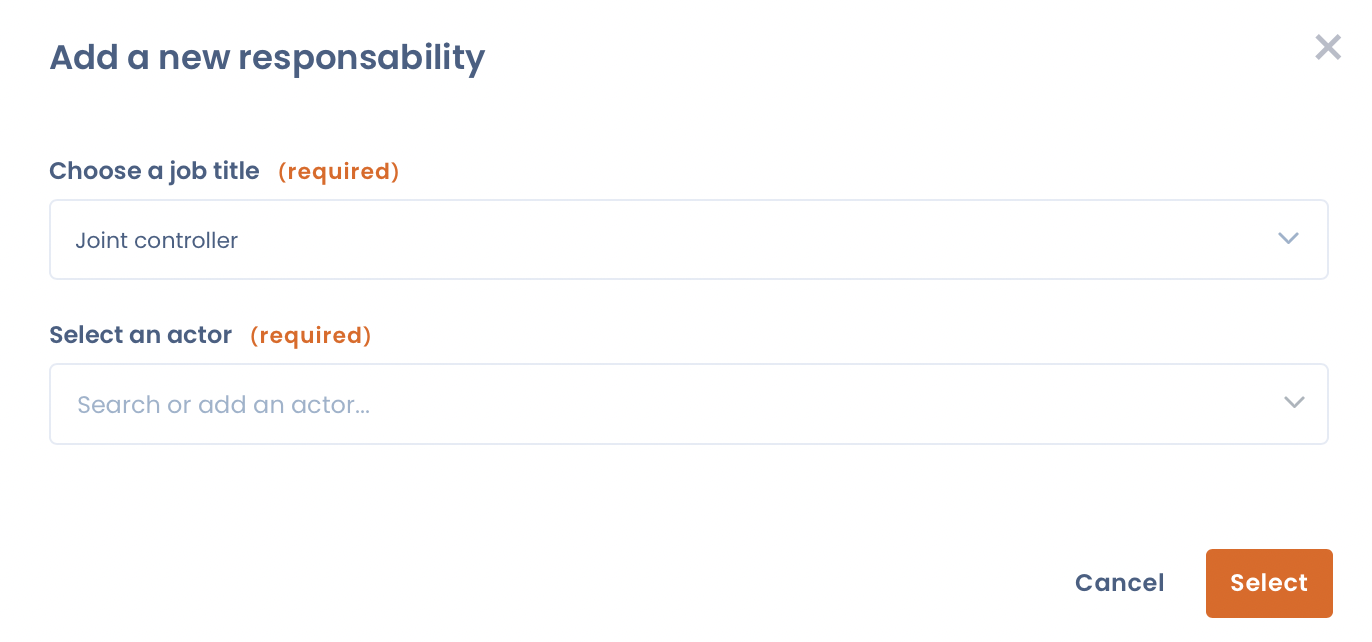 Add a new responsability
Choose a job title (required)
Joint controller
Select an actor (required)
Search or add an actor...
Cancel Select